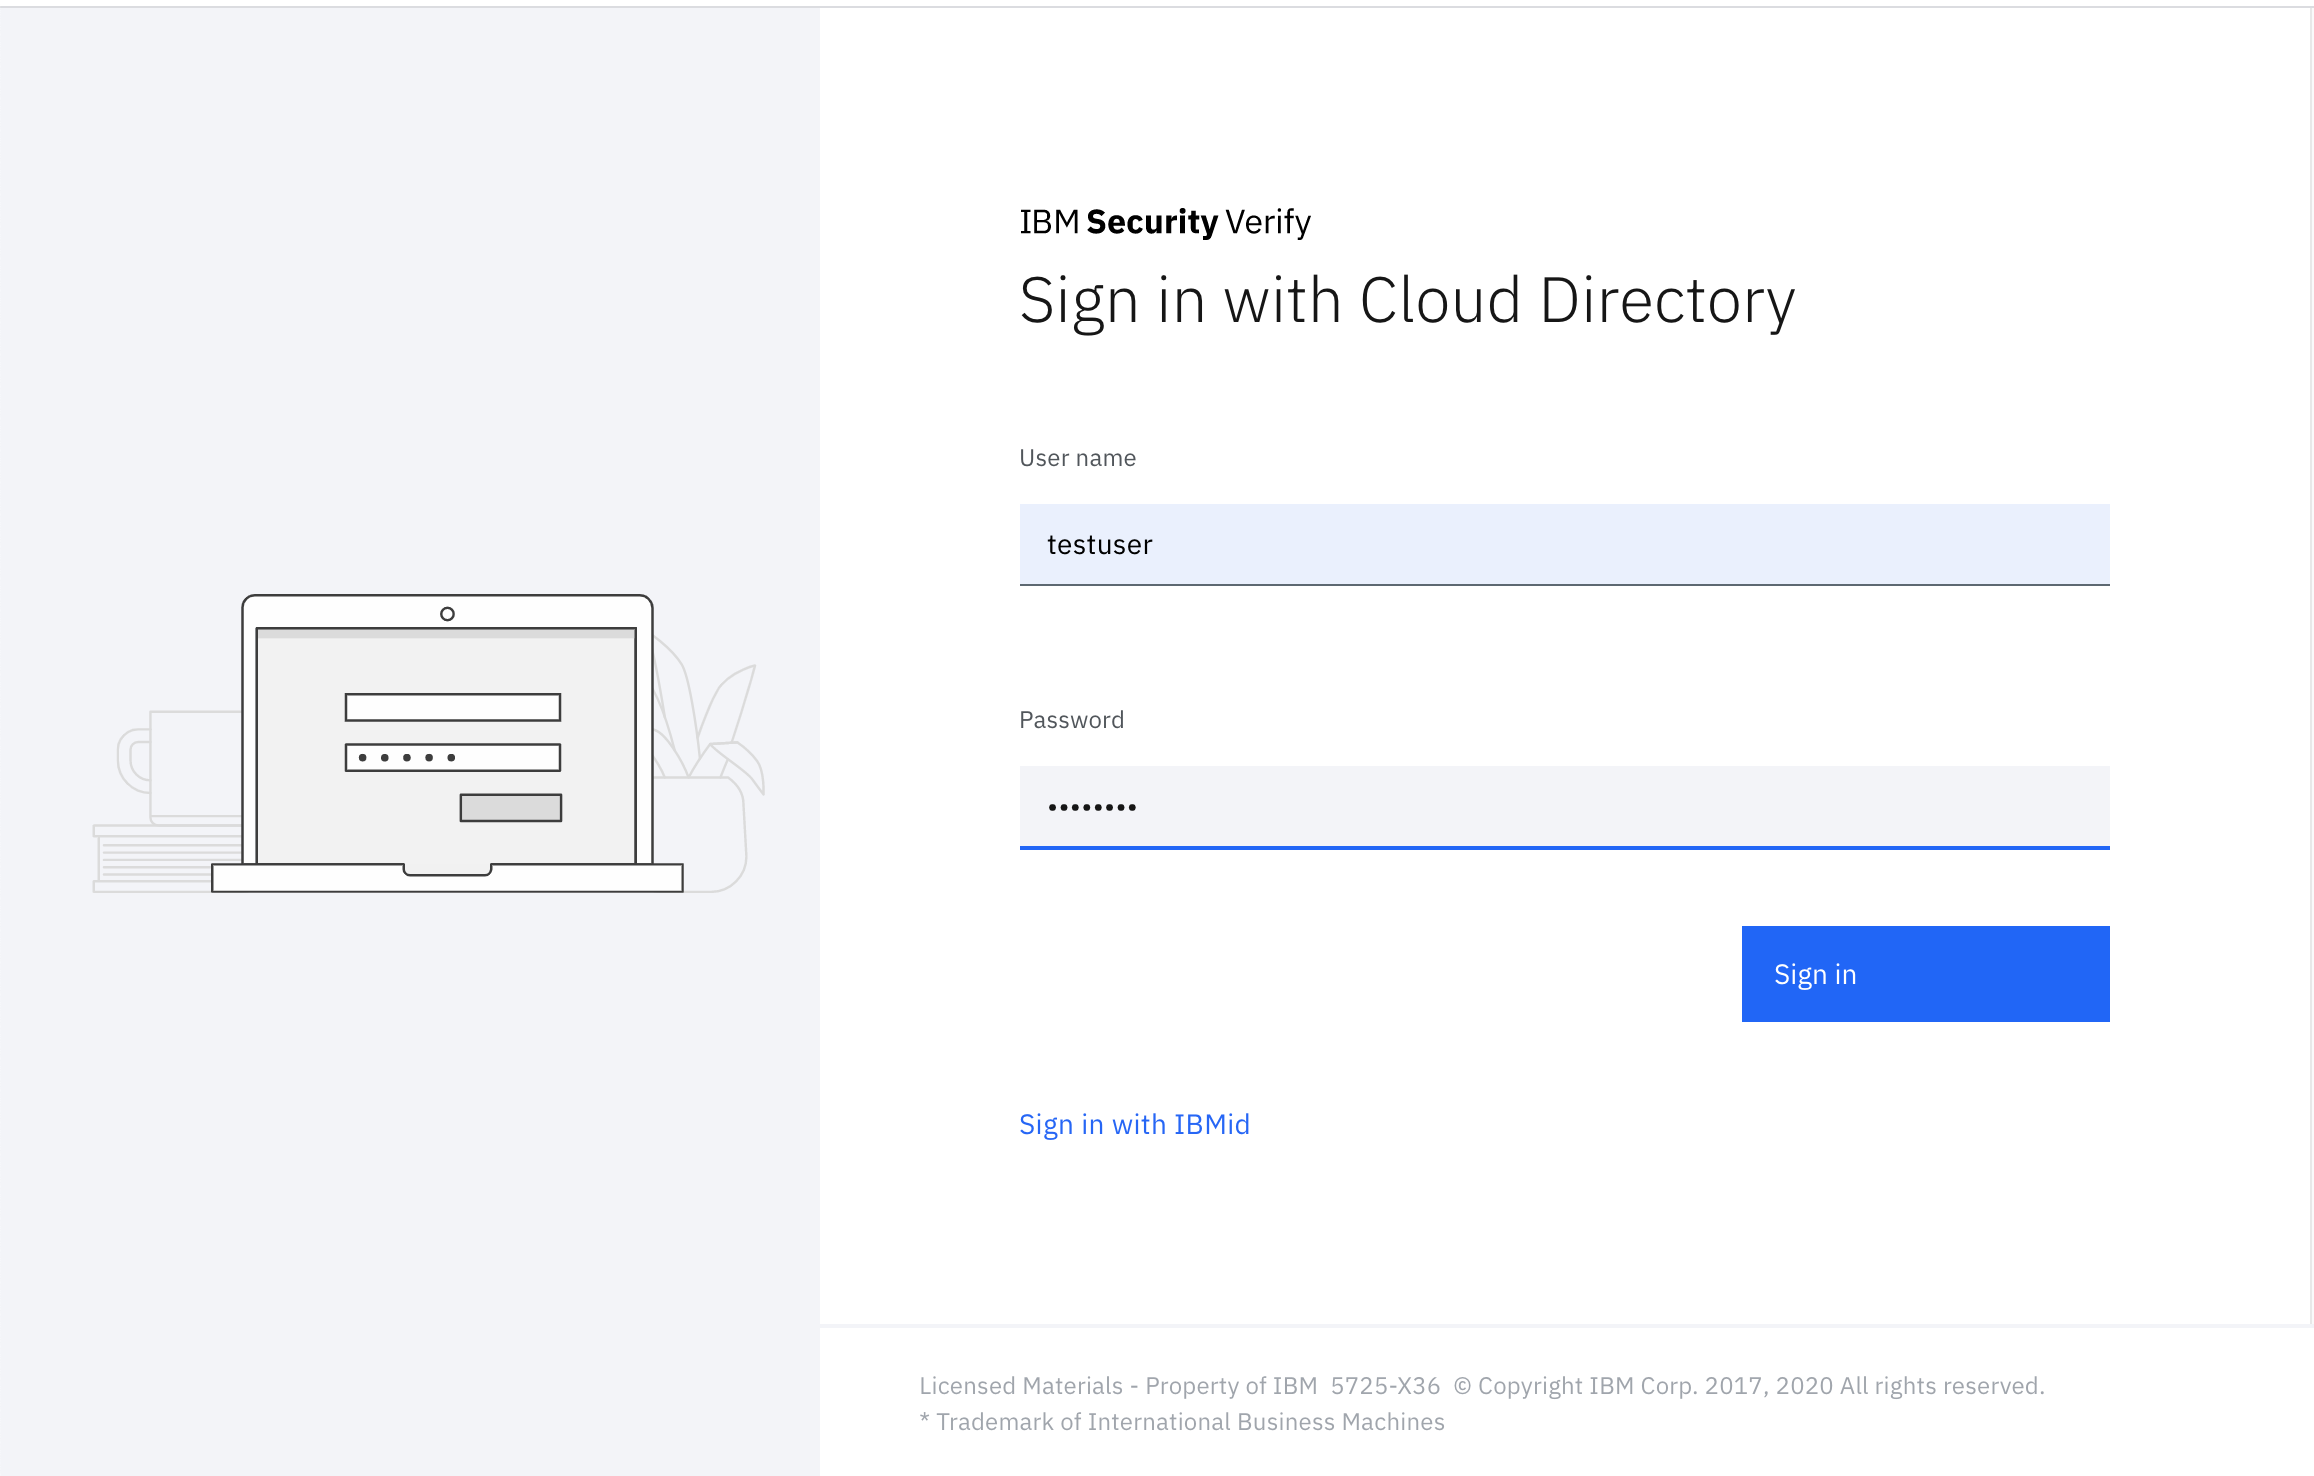 IBM Security Verify
Sign in with Cloud Directory
User name
testuser
Password
••••••••
Sign in
Sign in with IBMid
Licensed Materials - Property of IBM 5725-X36 © Copyright IBM Corp. 2017, 2020 All rights reserved.
* Trademark of International Business Machines